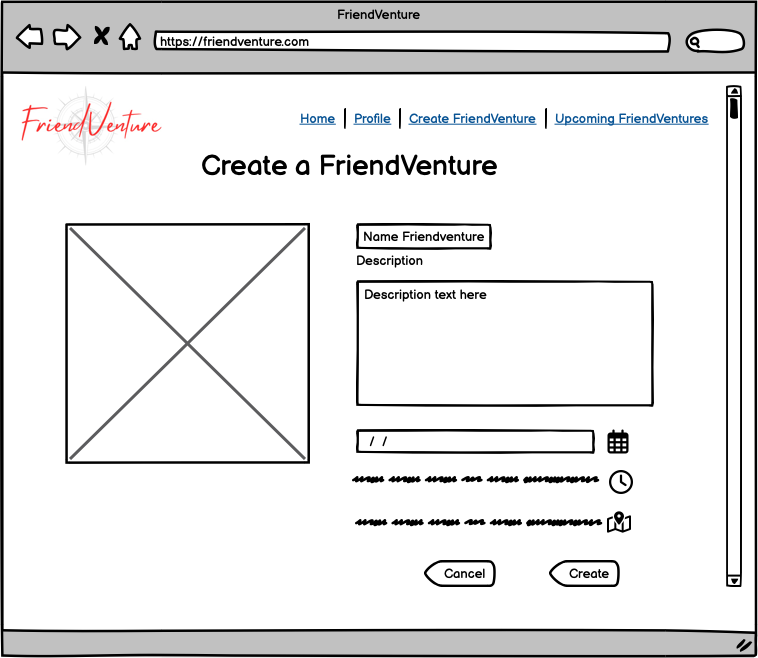 FriendVenture
https://friendventure.com
FriendVenture
Home Profile Create FriendVenture Upcoming FriendVentures
Create a FriendVenture
Name Friendventure
Description
Description text here
/ /
Cancel Create